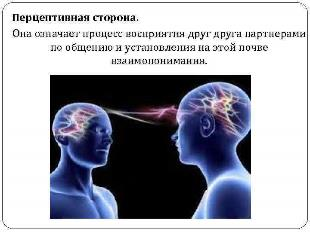 Перцептивная сторона.
Она означает процесс восприятия друг друга партнерами
по общению и установления на этой почве
взаимопонимания.